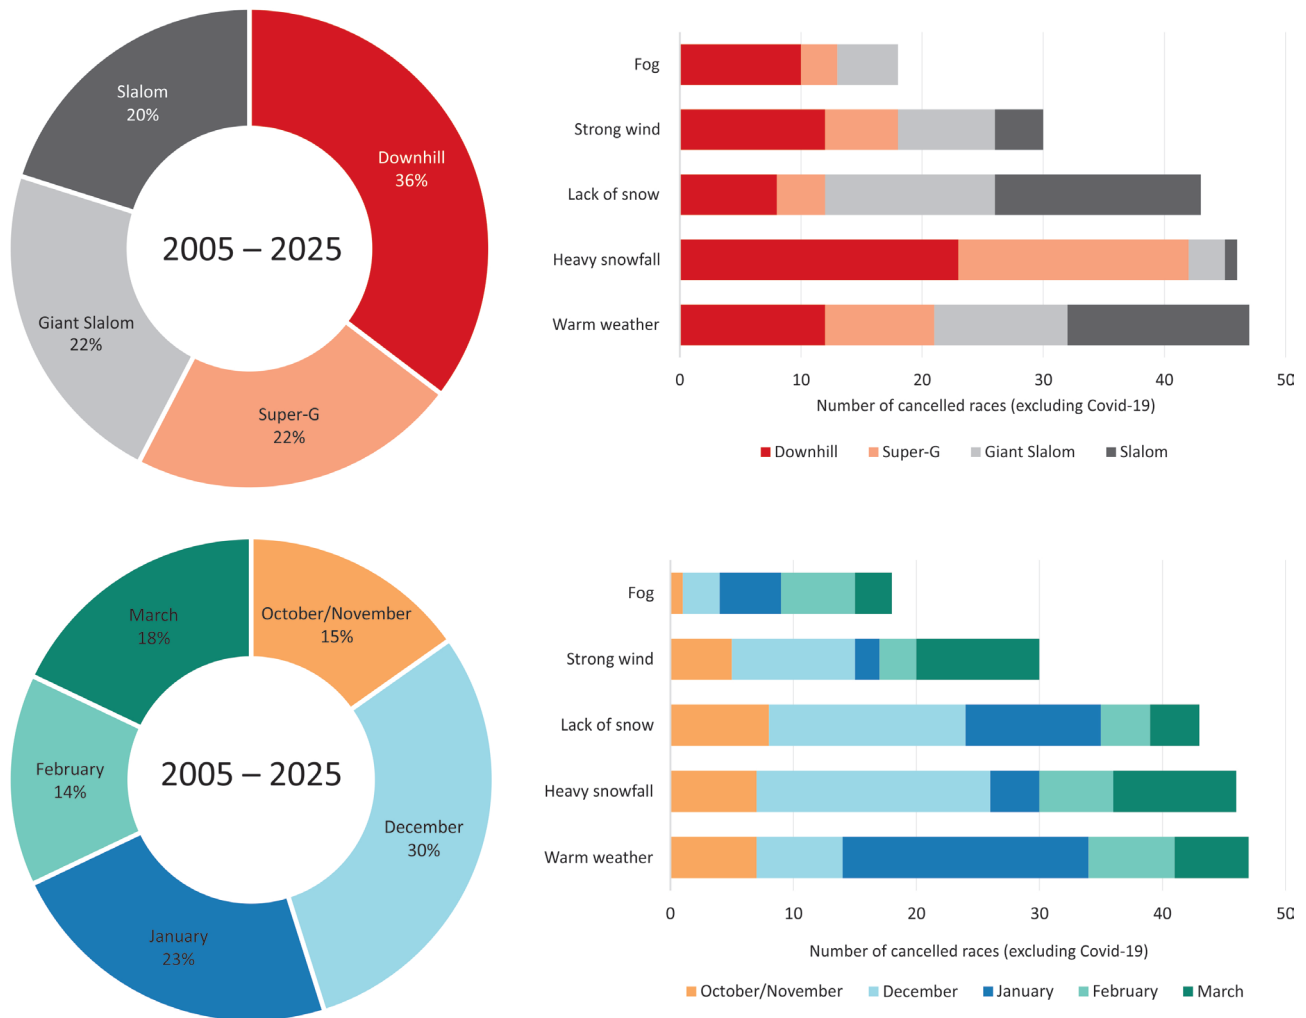 Slalom
20%
Downhill
36%
2005 – 2025
Giant Slalom
22%
Super-G
22%
Fog
Strong wind
Lack of snow
Heavy snowfall
Warm weather
0 10 20 30 40 50
Number of cancelled races (excluding Covid-19)
Downhill Super-G Giant Slalom Slalom
March
18%
October/November
15%
2005 – 2025
February
14%
December
30%
January
23%
Fog
Strong wind
Lack of snow
Heavy snowfall
Warm weather
0 10 20 30 40 50
Number of cancelled races (excluding Covid-19)
October/November December January February March